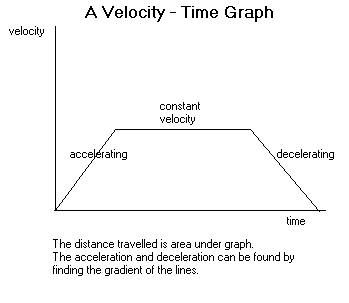 A Velocity - Time Graph
velocity
constant
velocity
accelerating
decelerating
time
The distance travelled is area under graph.
The acceleration and deceleration can be found by
finding the gradient of the lines.